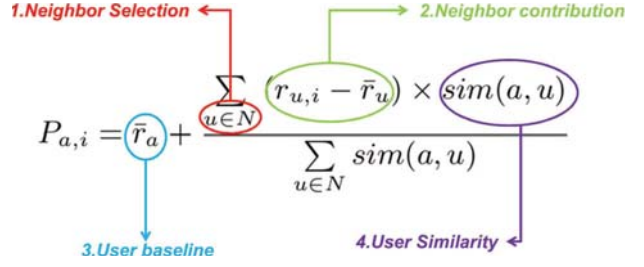 1.Neighbor Selection
2.Neighbor contribution
P_{a,i} = \bar{r}_a + \frac{\sum_{u \in N} (r_{u,i} - \bar{r}_u) \times sim(a, u)}{\sum_{u \in N} sim(a, u)}
3.User baseline
4.User Similarity